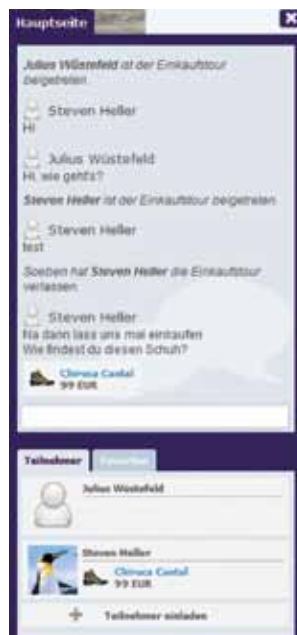 Hauptseite
Julius Wüstefeld ist der Einkaufstour
beigetreten.
Steven Heller
Hi
Julius Wüstefeld
Hi, wie geht's?
Steven Heller ist der Einkaufstour beigetreten.
Steven Heller
test
Soeben hat Steven Heller die Einkaufstour
verlassen.
Steven Heller
Na dann lass uns mal einkaufen
Wie findest du diesen Schuh?
Chiruca Cantal
99 EUR
Teilnehmer Favoriten
Julius Wüstefeld
Steven Heller
Chiruca Cantal
99 EUR
Teilnehmer einladen